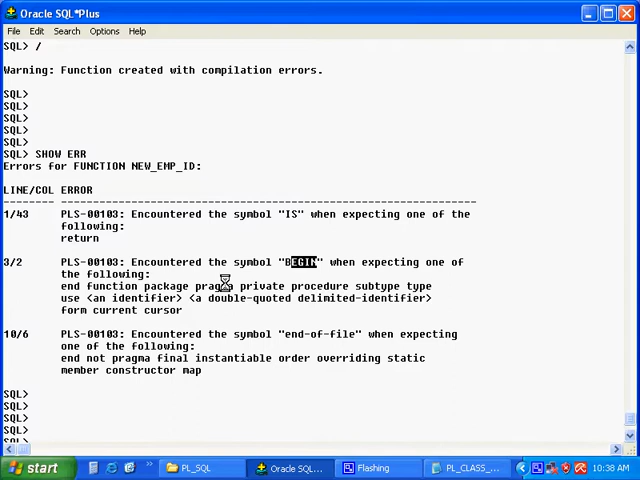 Oracle SQL*Plus
File Edit Search Options Help
SQL> /
Warning: Function created with compilation errors.
SQL>
SQL>
SQL>
SQL>
SQL>
SQL> SHOW ERR
Errors for FUNCTION NEW_EMP_ID:
LINE/COL ERROR
-------- -----------------------------------------------------------------
1/43 PLS-00103: Encountered the symbol "IS" when expecting one of the
following:
return
3/2 PLS-00103: Encountered the symbol "BEGIN" when expecting one of
the following:
end function package pragma private procedure subtype type
use <an identifier> <a double-quoted delimited-identifier>
form current cursor
10/6 PLS-00103: Encountered the symbol "end-of-file" when expecting
one of the following:
end not pragma final instantiable order overriding static
member constructor map
SQL>
SQL>
SQL>
SQL>
SQL>
start PL_SQL Oracle SQL... Flashing PL_CLASS_... 10:38 AM